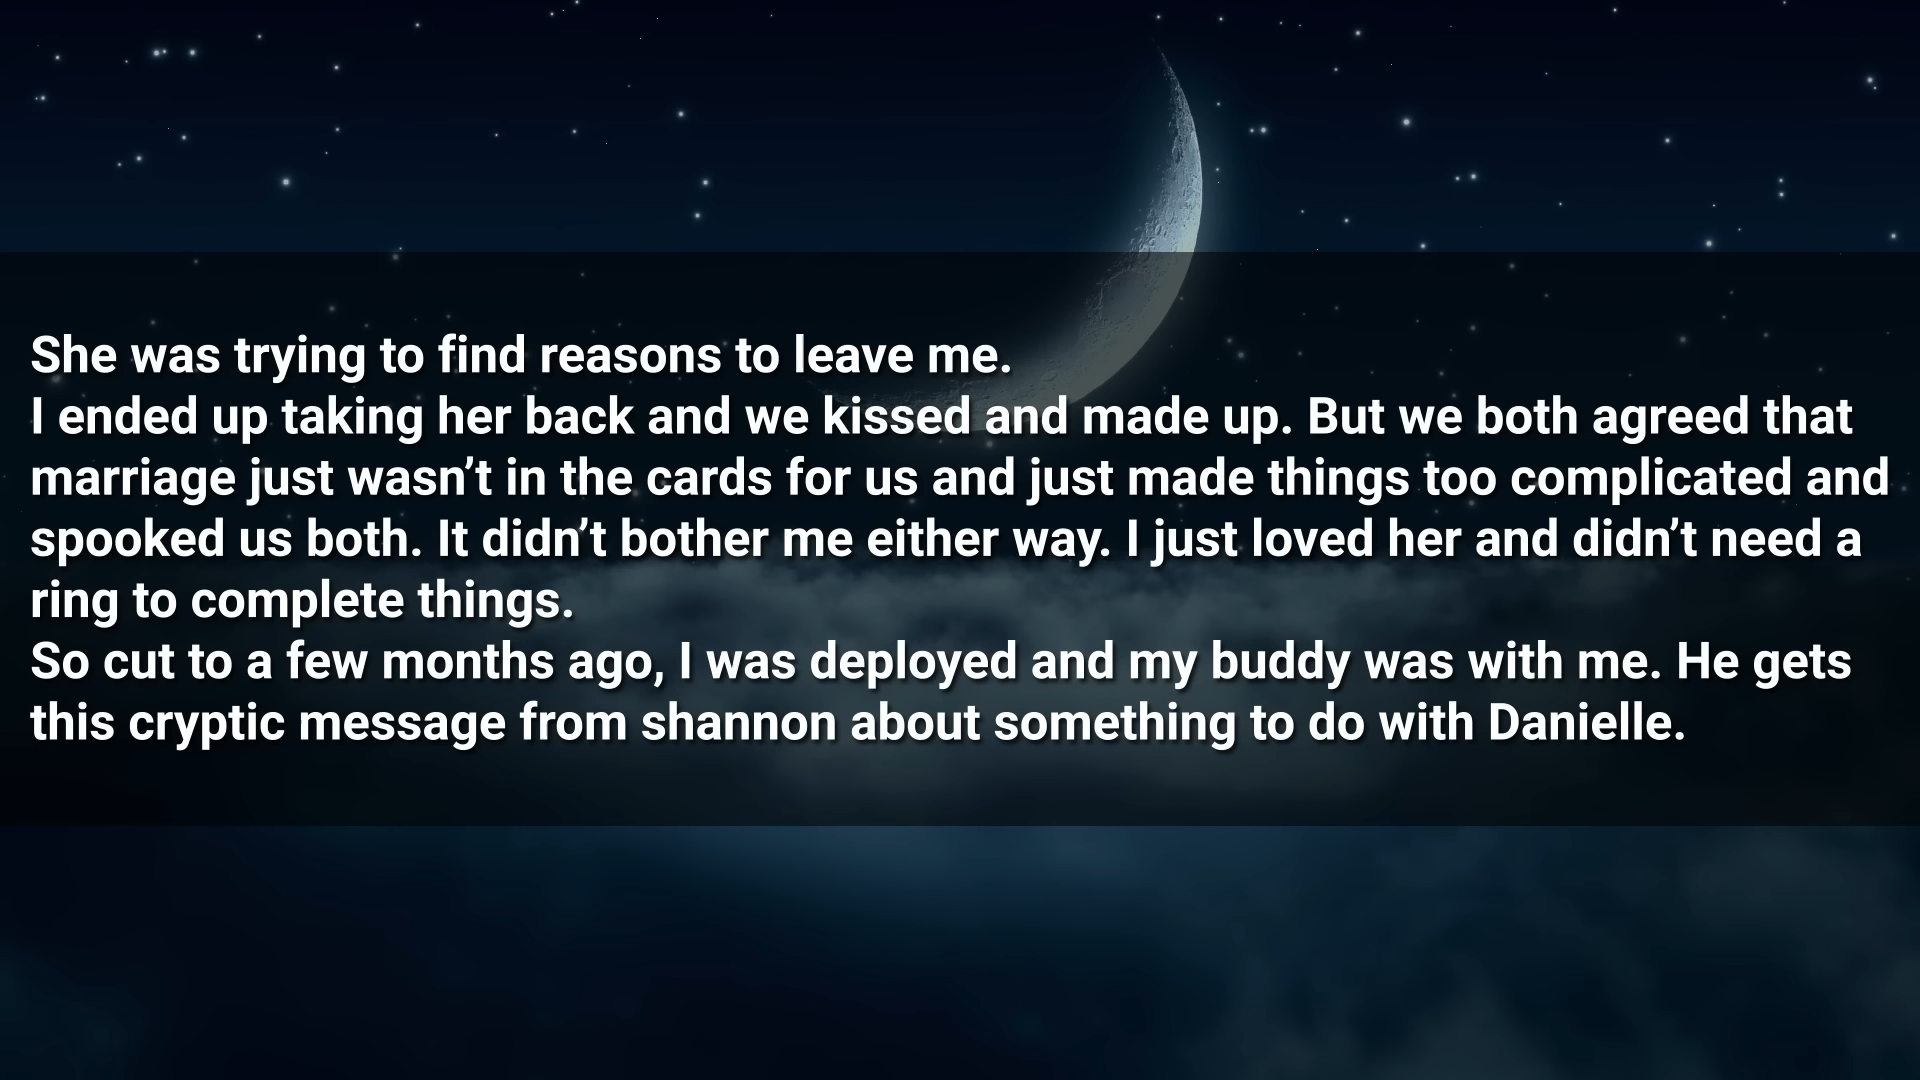 She was trying to find reasons to leave me.
I ended up taking her back and we kissed and made up. But we both agreed that
marriage just wasn’t in the cards for us and just made things too complicated and
spooked us both. It didn’t bother me either way. I just loved her and didn’t need a
ring to complete things.
So cut to a few months ago, I was deployed and my buddy was with me. He gets
this cryptic message from shannon about something to do with Danielle.